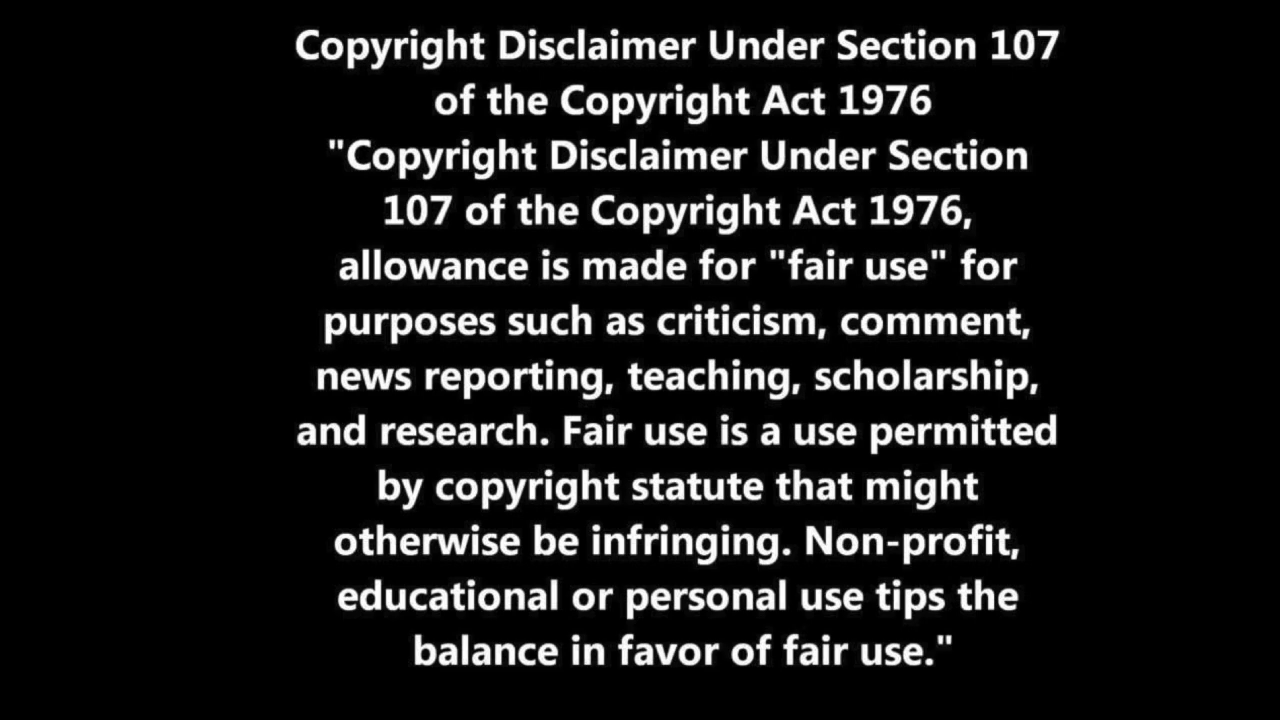 Copyright Disclaimer Under Section 107
of the Copyright Act 1976
"Copyright Disclaimer Under Section
107 of the Copyright Act 1976,
allowance is made for "fair use" for
purposes such as criticism, comment,
news reporting, teaching, scholarship,
and research. Fair use is a use permitted
by copyright statute that might
otherwise be infringing. Non-profit,
educational or personal use tips the
balance in favor of fair use."